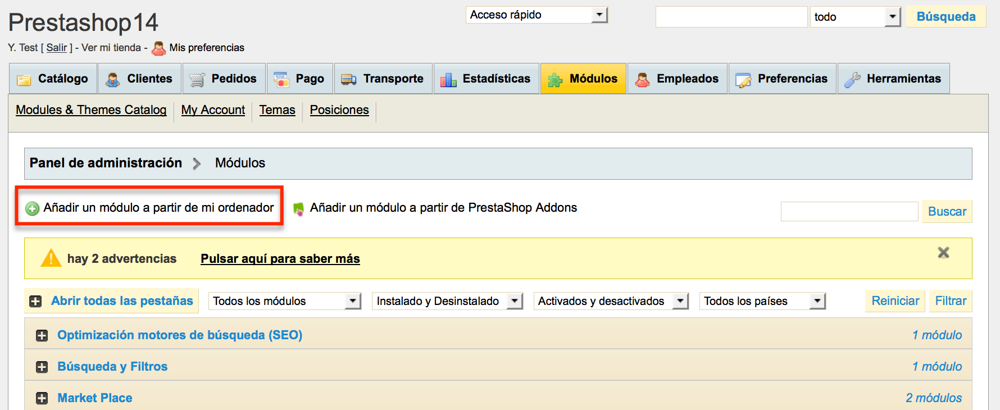 Prestashop14
Acceso rápido
todo
Búsqueda
Y. Test [ Salir ] - Ver mi tienda - Mis preferencias
Catálogo
Clientes
Pedidos
Pago
Transporte
Estadísticas
Módulos
Empleados
Preferencias
Herramientas
Modules & Themes Catalog
My Account
Temas
Posiciones
Panel de administración > Módulos
Añadir un módulo a partir de mi ordenador
Añadir un módulo a partir de PrestaShop Addons
Buscar
hay 2 advertencias
Pulsar aquí para saber más
Abrir todas las pestañas
Todos los módulos
Instalado y Desinstalado
Activados y desactivados
Todos los países
Reiniciar
Filtrar
Optimización motores de búsqueda (SEO)
1 módulo
Búsqueda y Filtros
1 módulo
Market Place
2 módulos